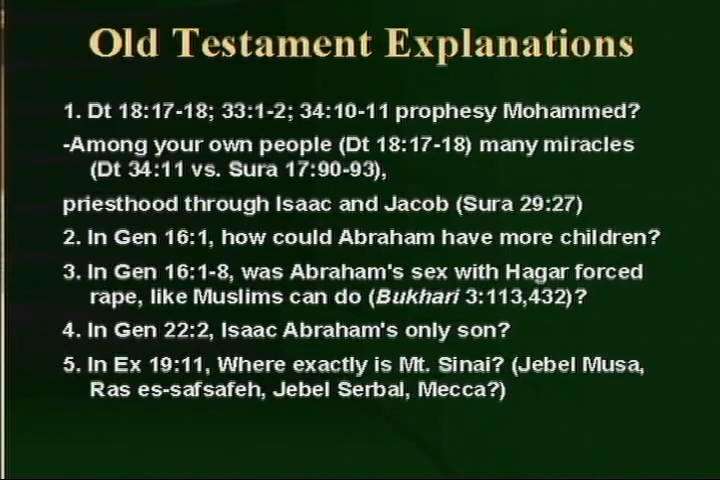 Old Testament Explanations
1. Dt 18:17-18; 33:1-2; 34:10-11 prophesy Mohammed?
-Among your own people (Dt 18:17-18) many miracles
(Dt 34:11 vs. Sura 17:90-93),
priesthood through Isaac and Jacob (Sura 29:27)
2. In Gen 16:1, how could Abraham have more children?
3. In Gen 16:1-8, was Abraham's sex with Hagar forced
rape, like Muslims can do (Bukhari 3:113,432)?
4. In Gen 22:2, Isaac Abraham's only son?
5. In Ex 19:11, Where exactly is Mt. Sinai? (Jebel Musa,
Ras es-safsafeh, Jebel Serbal, Mecca?)